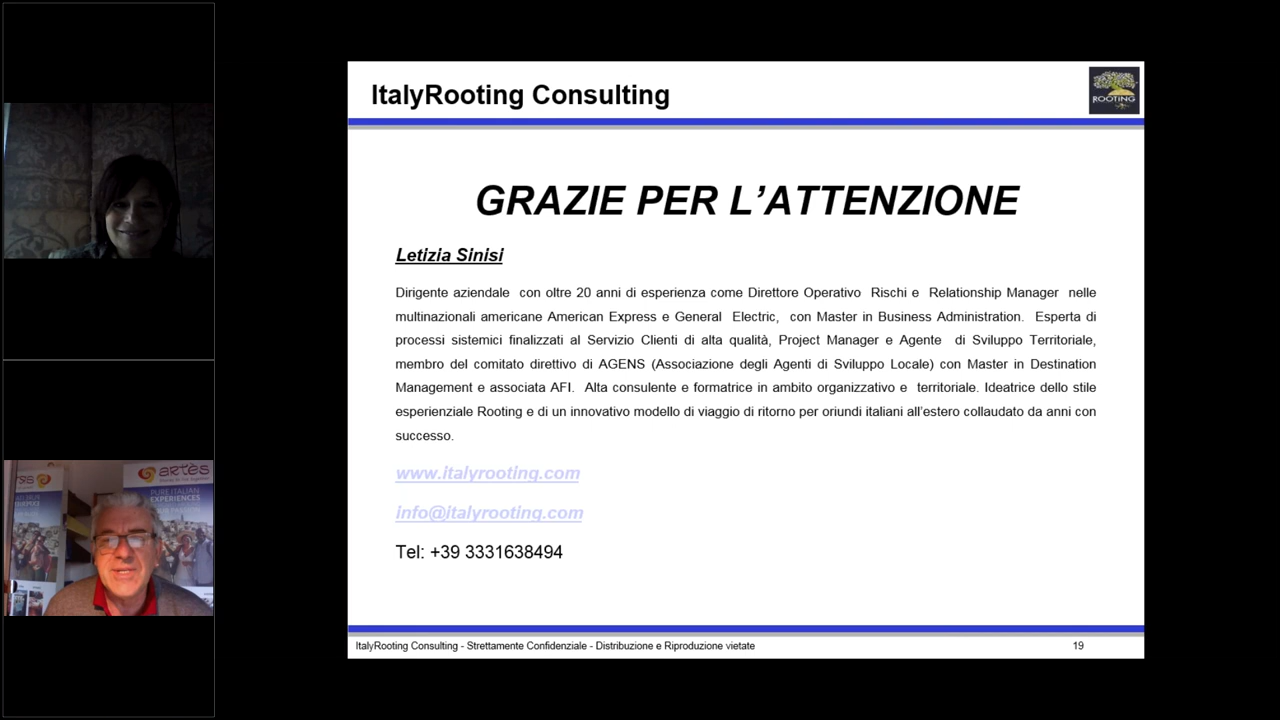 ItalyRooting Consulting
ROOTING
GRAZIE PER L’ATTENZIONE
Letizia Sinisi
Dirigente aziendale con oltre 20 anni di esperienza come Direttore Operativo Rischi e Relationship Manager nelle
multinazionali americane American Express e General Electric, con Master in Business Administration. Esperta di
processi sistemici finalizzati al Servizio Clienti di alta qualità, Project Manager e Agente di Sviluppo Territoriale,
membro del comitato direttivo di AGENS (Associazione degli Agenti di Sviluppo Locale) con Master in Destination
Management e associata AFI. Alta consulente e formatrice in ambito organizzativo e territoriale. Ideatrice dello stile
esperienziale Rooting e di un innovativo modello di viaggio di ritorno per oriundi italiani all’estero collaudato da anni con
successo.
www.italyrooting.com
info@italyrooting.com
Tel: +39 3331638494
ItalyRooting Consulting - Strettamente Confidenziale - Distribuzione e Riproduzione vietate
19
artès
PURE ITALIAN
EXPERIENCES